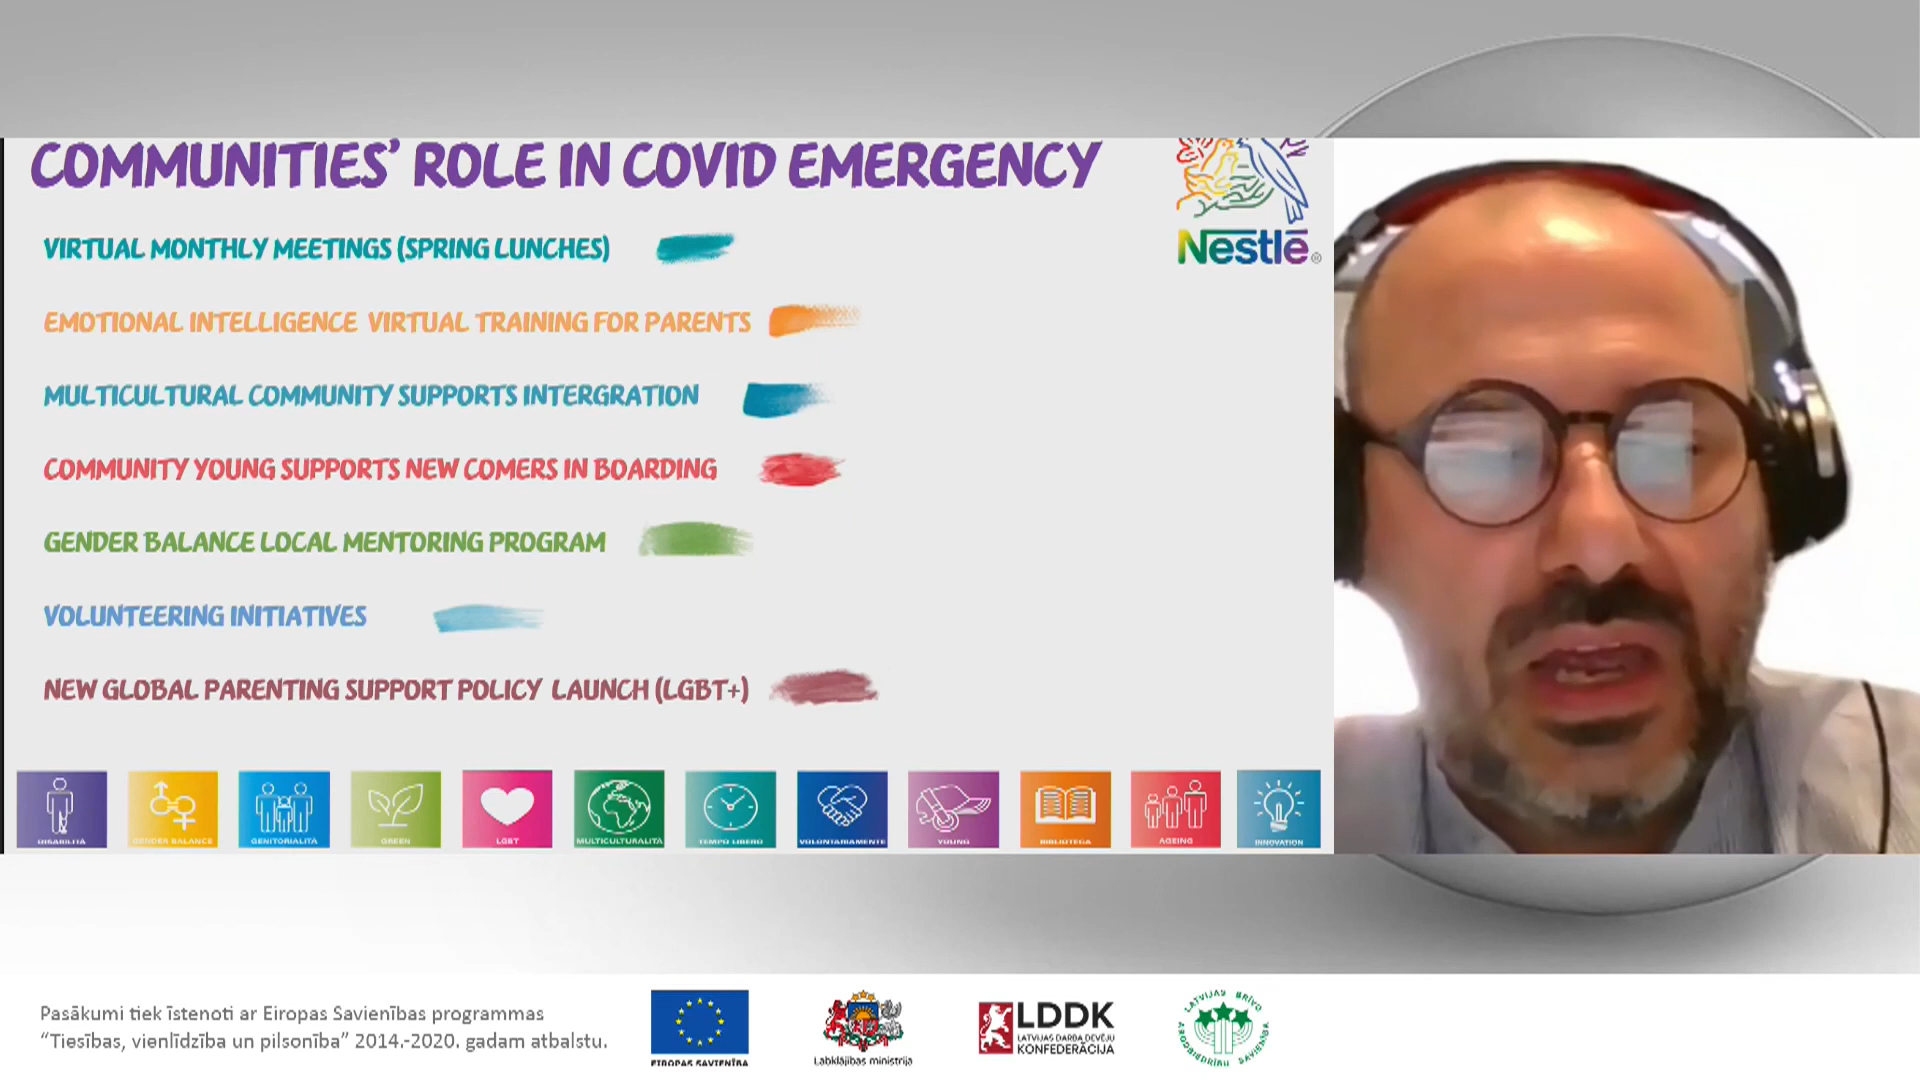 COMMUNITIES' ROLE IN COVID EMERGENCY
Nestlé®
VIRTUAL MONTHLY MEETINGS (SPRING LUNCHES)
EMOTIONAL INTELLIGENCE VIRTUAL TRAINING FOR PARENTS
MULTICULTURAL COMMUNITY SUPPORTS INTERGRATION
COMMUNITY YOUNG SUPPORTS NEW COMERS IN BOARDING
GENDER BALANCE LOCAL MENTORING PROGRAM
VOLUNTEERING INITIATIVES
NEW GLOBAL PARENTING SUPPORT POLICY LAUNCH (LGBT+)
DISABILITÀ GENDER BALANCE GENITORIALITÀ GREEN LGBT MULTICULTURALITÀ TEMPO LIBERO VOLONTARIAMENTE YOUNG BIBLIOTECA AGEING INNOVATION
Pasākumi tiek īstenoti ar Eiropas Savienības programmas
“Tiesības, vienlīdzība un pilsonība” 2014.-2020. gadam atbalstu.
EIROPAS SAVIENĪBA
Labklājības ministrija
LDDK
LATVIJAS DARBA DEVĒJU
KONFEDERĀCIJA
LATVIJAS BRĪVO
ARODBIEDRĪBU SAVIENĪBA